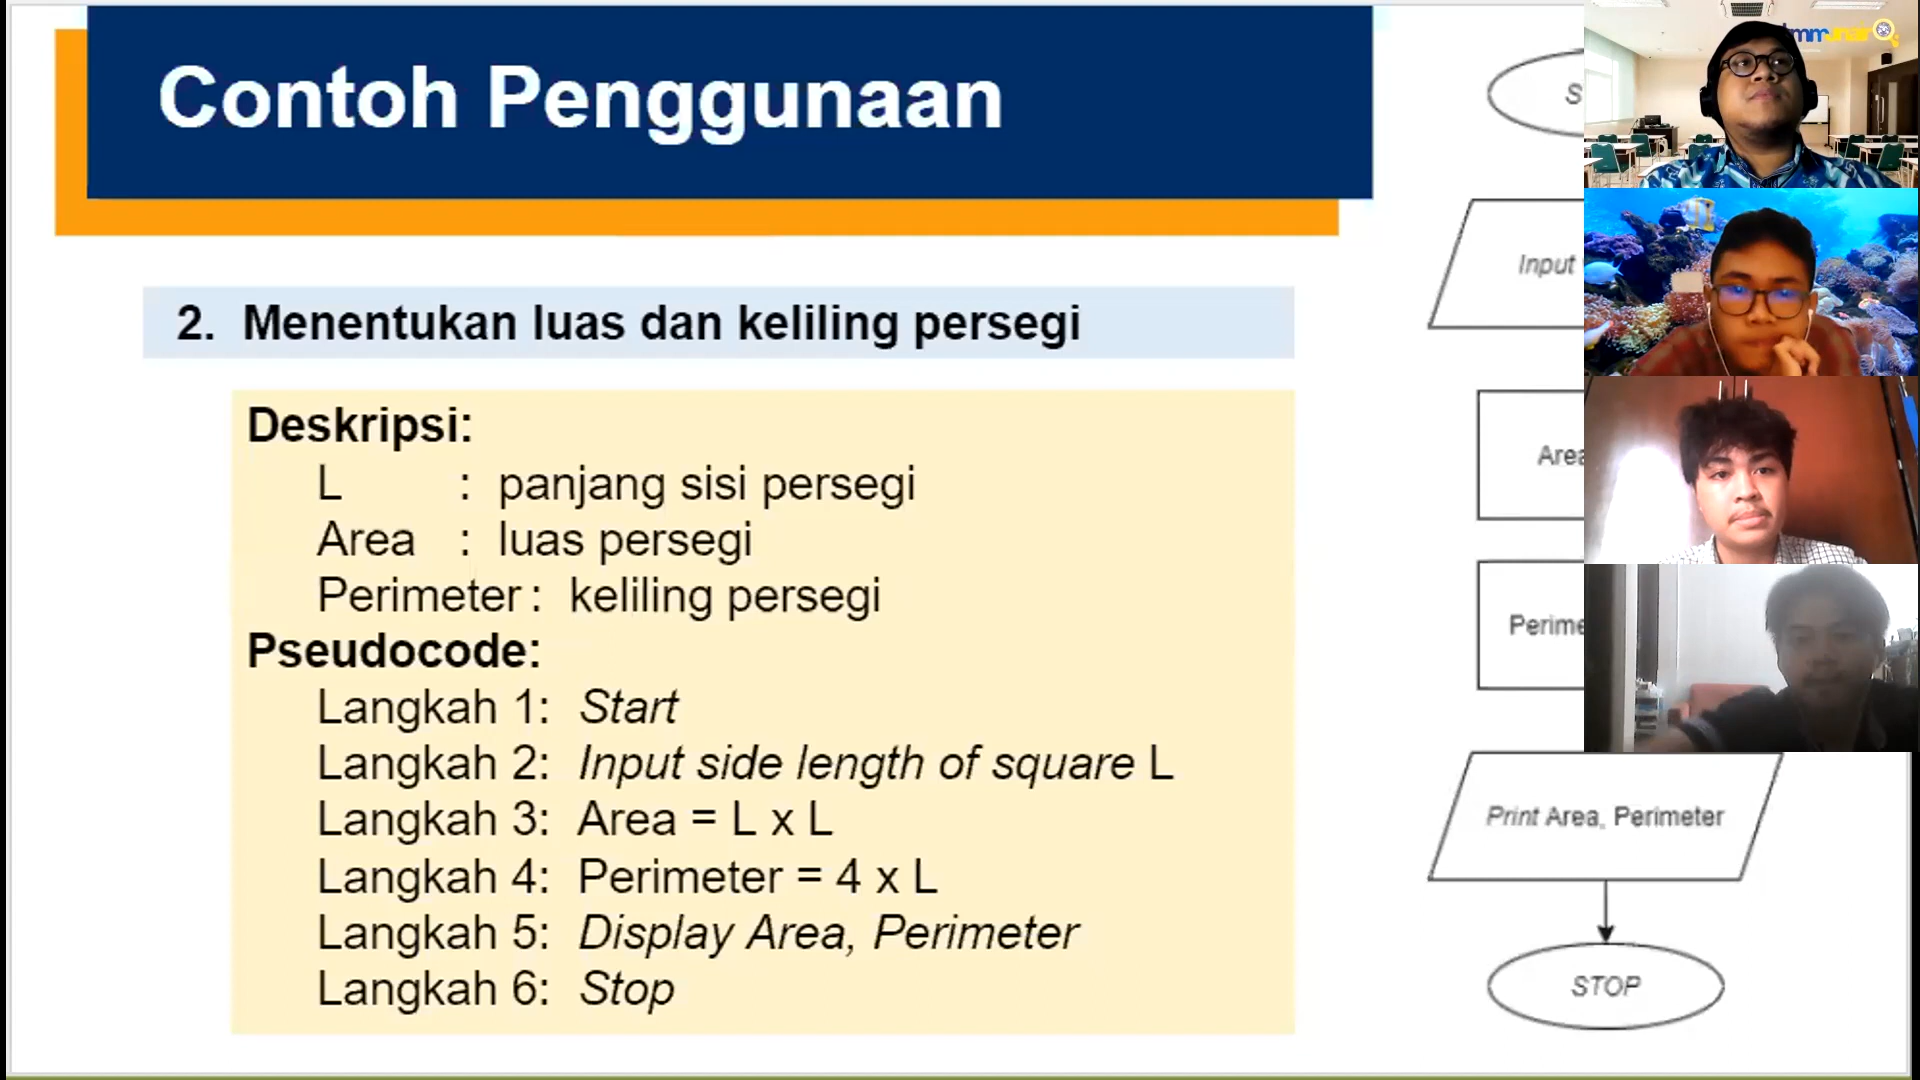 Contoh Penggunaan
2. Menentukan luas dan keliling persegi
Deskripsi:
L : panjang sisi persegi
Area : luas persegi
Perimeter : keliling persegi
Pseudocode:
Langkah 1: Start
Langkah 2: Input side length of square L
Langkah 3: Area = L x L
Langkah 4: Perimeter = 4 x L
Langkah 5: Display Area, Perimeter
Langkah 6: Stop
Input
Print Area, Perimeter
STOP